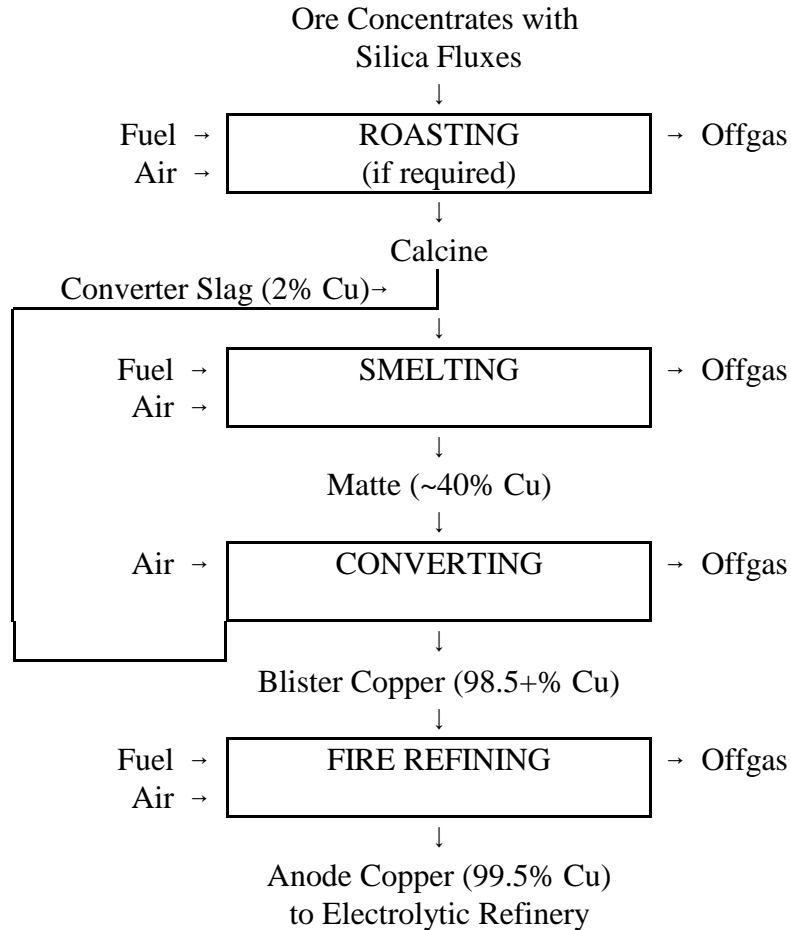 Ore Concentrates with
Silica Fluxes
↓
Fuel → ROASTING → Offgas
Air → (if required)
↓
Calcine
Converter Slag (2% Cu)→
↓
Fuel → SMELTING → Offgas
Air →
↓
Matte (~40% Cu)
↓
Air → CONVERTING → Offgas
↓
Blister Copper (98.5+% Cu)
↓
Fuel → FIRE REFINING → Offgas
Air →
↓
Anode Copper (99.5% Cu)
to Electrolytic Refinery